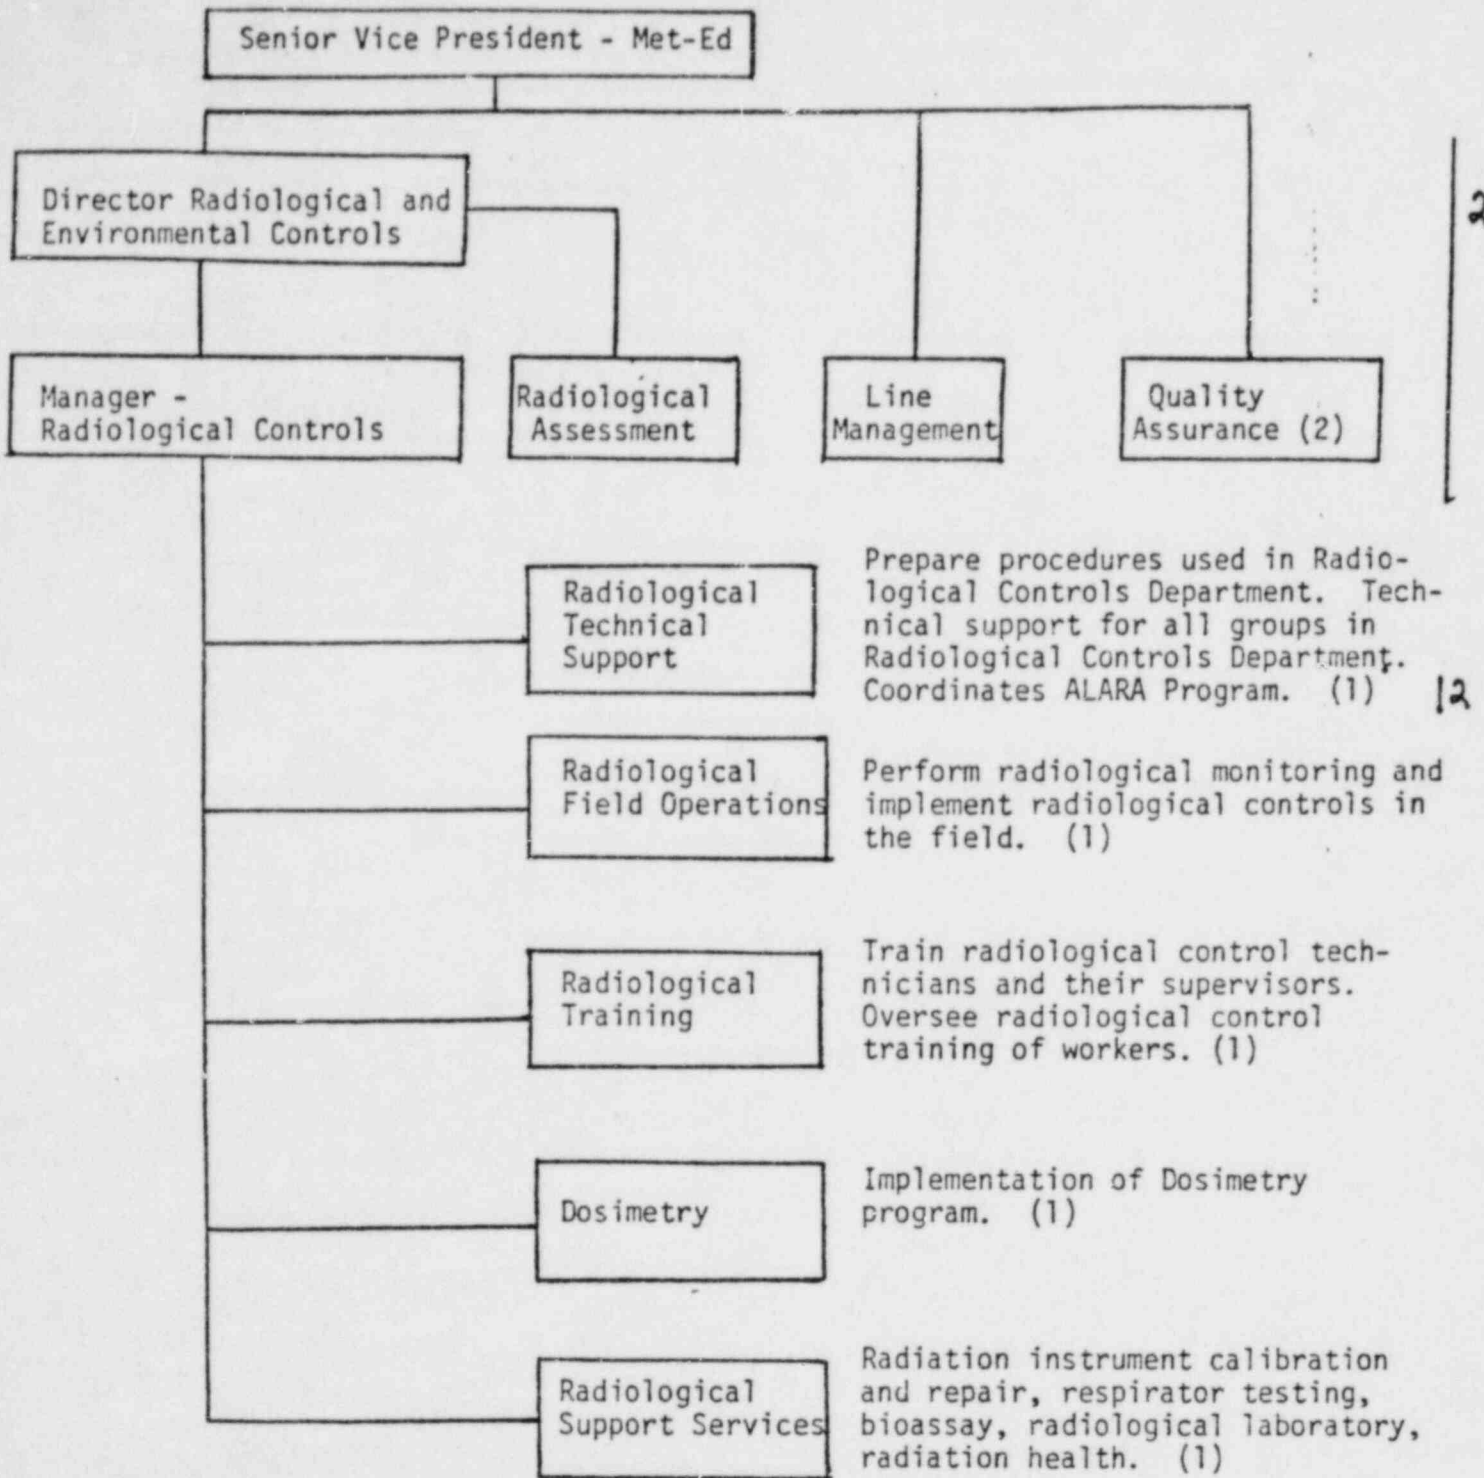 Senior Vice President - Met-Ed
Director Radiological and
Environmental Controls
Manager -
Radiological Controls
Radiological
Assessment
Line
Management
Quality
Assurance (2)
2
Radiological
Technical
Support
Prepare procedures used in Radio-
logical Controls Department. Tech-
nical support for all groups in
Radiological Controls Department.
Coordinates ALARA Program. (1)
12
Radiological
Field Operations
Perform radiological monitoring and
implement radiological controls in
the field. (1)
Radiological
Training
Train radiological control tech-
nicians and their supervisors.
Oversee radiological control
training of workers. (1)
Dosimetry
Implementation of Dosimetry
program. (1)
Radiological
Support Services
Radiation instrument calibration
and repair, respirator testing,
bioassay, radiological laboratory,
radiation health. (1)